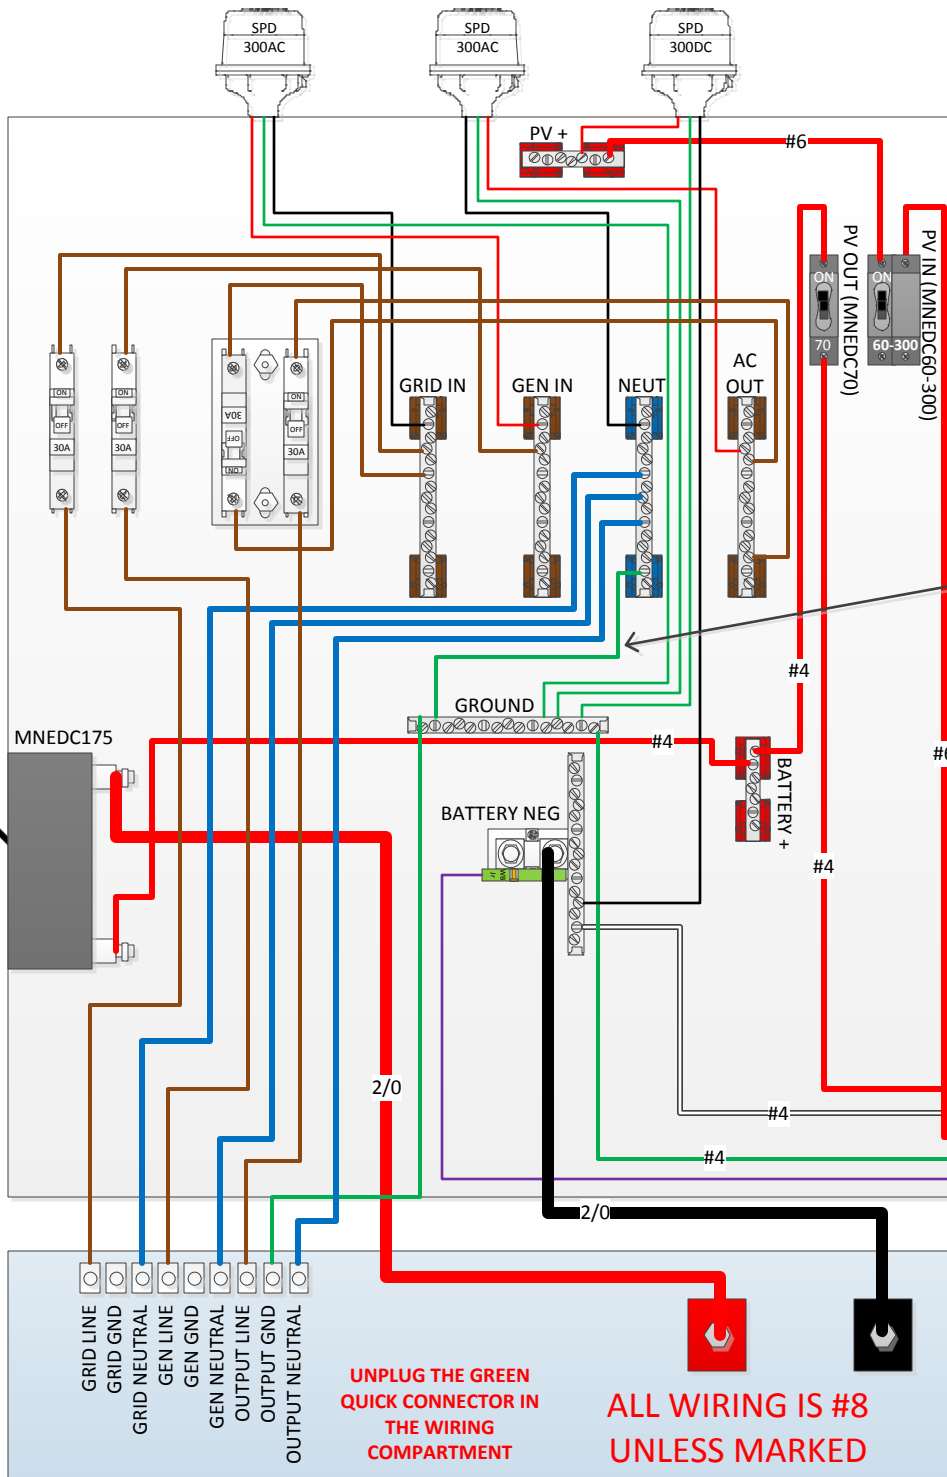 SPD
300AC
SPD
300AC
SPD
300DC
PV +
#6
ON
70
PV OUT (MNEDC70)
ON
60-300
PV IN (MNEDC60-300)
ON
OFF
30A
ON
OFF
30A
30A
OFF
ON
ON
OFF
30A
GRID IN
GEN IN
NEUT
AC
OUT
#4
GROUND
MNEDC175
#4
#6
BATTERY +
BATTERY NEG
#4
2/0
#4
#4
2/0
GRID LINE
GRID GND
GRID NEUTRAL
GEN LINE
GEN GND
GEN NEUTRAL
OUTPUT LINE
OUTPUT GND
OUTPUT NEUTRAL
UNPLUG THE GREEN
QUICK CONNECTOR IN
THE WIRING
COMPARTMENT
ALL WIRING IS #8
UNLESS MARKED